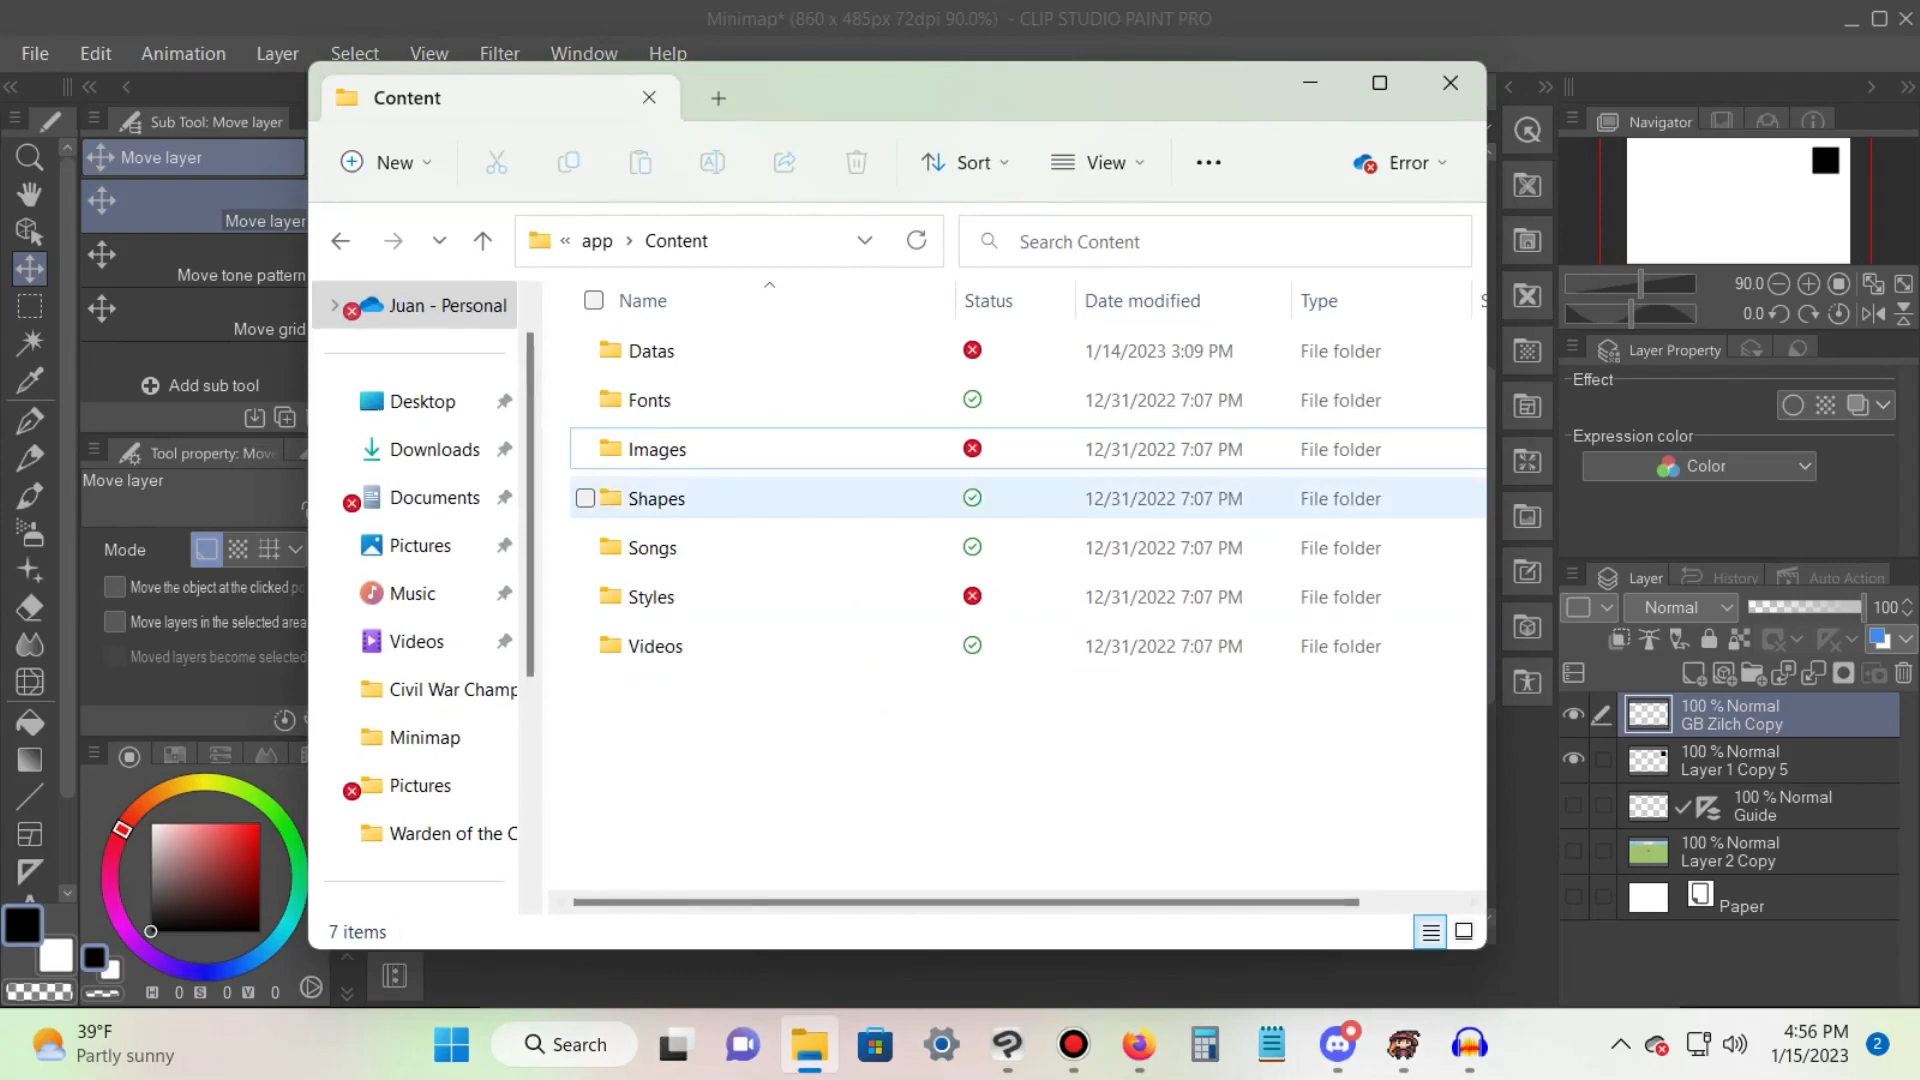 Minimap* (860 x 485px 72dpi 90.0%) - CLIP STUDIO PAINT PRO
File Edit Animation Layer Select View Filter Window Help
Sub Tool: Move layer
Move layer
Move layer
Move tone pattern
Move grid
Add sub tool
Tool property: Move
Move layer
Mode
Move the object at the clicked po
Move layers in the selected area
Moved layers become selected
H 0 S 0 V 0
Content
New
Sort
View
Error
« app › Content
Search Content
Juan - Personal
Desktop
Downloads
Documents
Pictures
Music
Videos
Civil War Champ
Minimap
Pictures
Warden of the C
Name Status Date modified Type S
Datas 1/14/2023 3:09 PM File folder
Fonts 12/31/2022 7:07 PM File folder
Images 12/31/2022 7:07 PM File folder
Shapes 12/31/2022 7:07 PM File folder
Songs 12/31/2022 7:07 PM File folder
Styles 12/31/2022 7:07 PM File folder
Videos 12/31/2022 7:07 PM File folder
7 items
Navigator
90.0
0.0
Layer Property
Effect
Expression color
Color
Layer History Auto Action
Normal 100
100 % Normal
GB Zilch Copy
100 % Normal
Layer 1 Copy 5
100 % Normal
Guide
100 % Normal
Layer 2 Copy
Paper
39°F
Partly sunny
Search
4:56 PM
1/15/2023
2